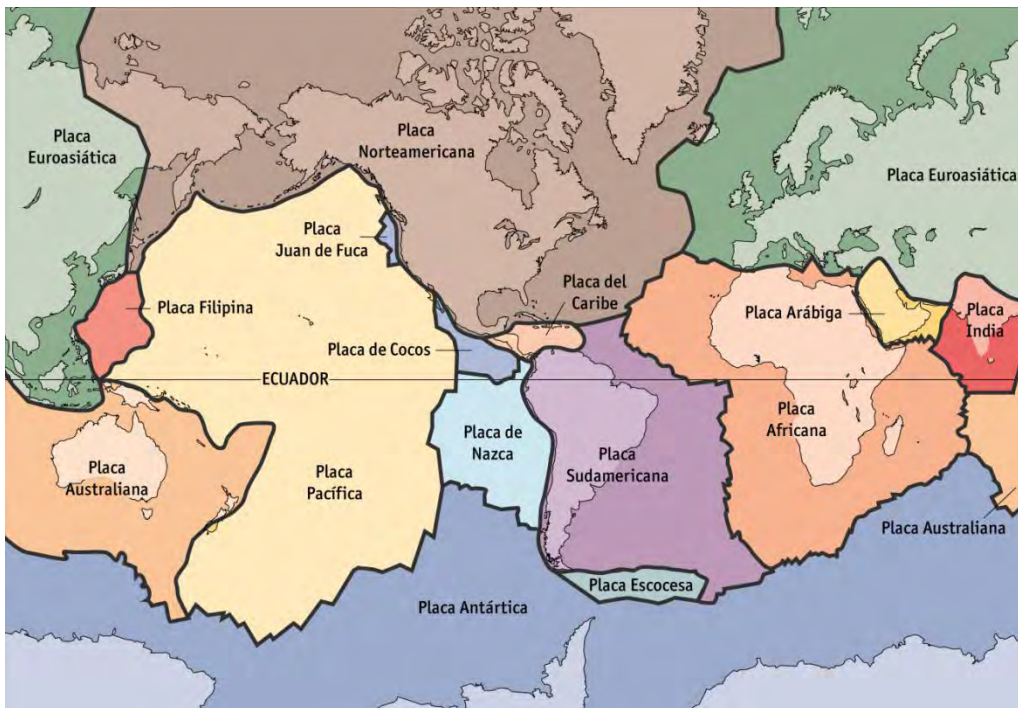 Placa
Euroasiática
Placa
Norteamericana
Placa Euroasiática
Placa
Juan de Fuca
Placa del
Caribe
Placa Filipina
Placa Arábiga
Placa
India
Placa de Cocos
ECUADOR
Placa
Australiana
Placa
Pacífica
Placa de
Nazca
Placa
Sudamericana
Placa
Africana
Placa Australiana
Placa Escocesa
Placa Antártica